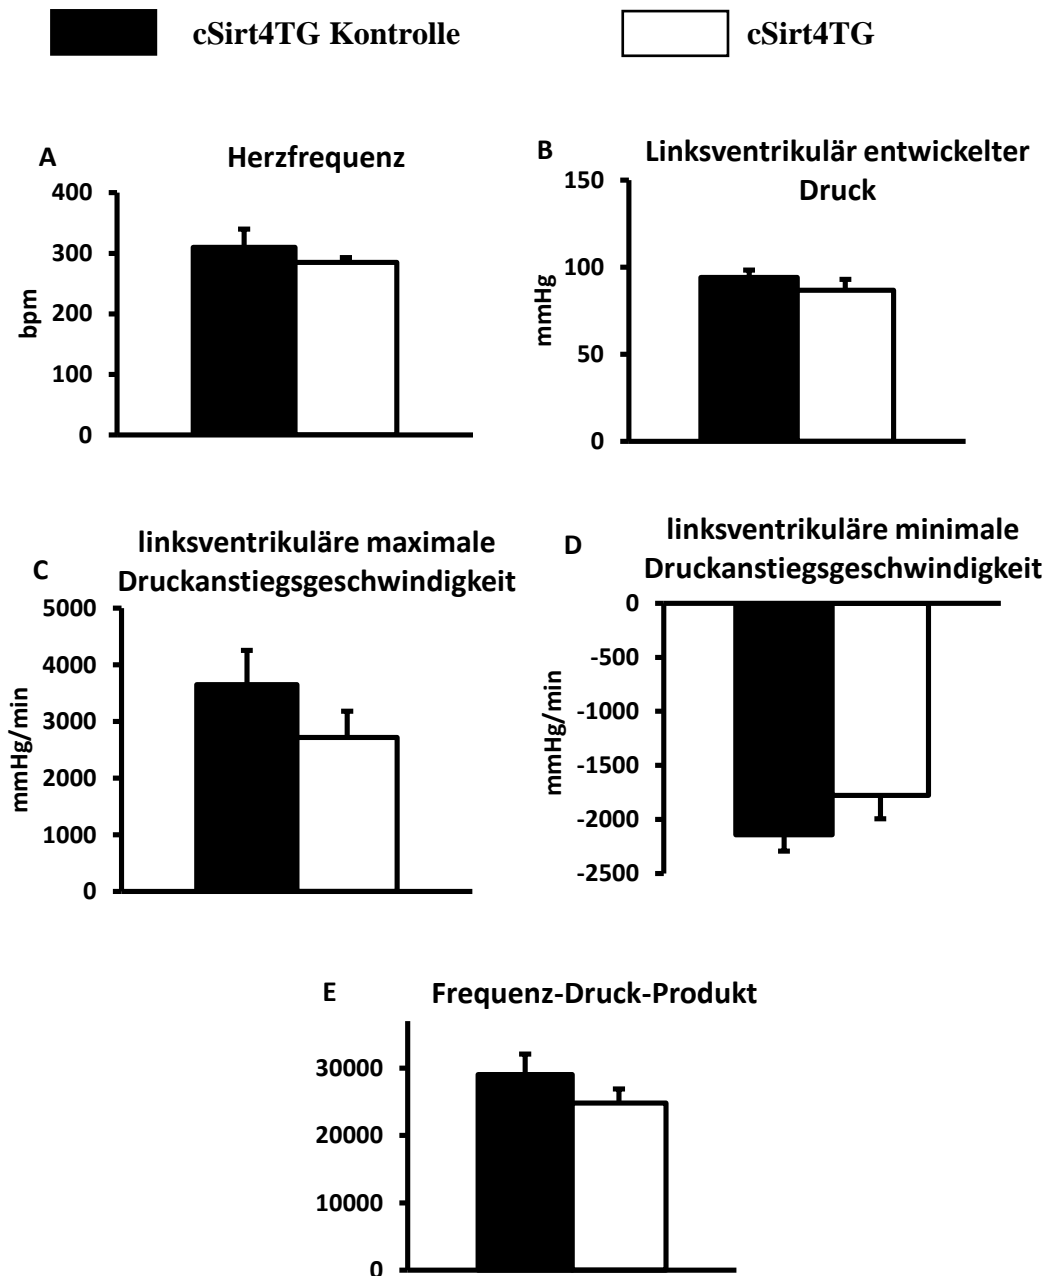 cSirt4TG Kontrolle
cSirt4TG
A
Herzfrequenz
400
300
200
100
0
bpm
B
Linksventrikulär entwickelter
Druck
150
100
50
0
mmHg
C
linksventrikuläre maximale
Druckanstiegsgeschwindigkeit
5000
4000
3000
2000
1000
0
mmHg/min
D
linksventrikuläre minimale
Druckanstiegsgeschwindigkeit
0
-500
-1000
-1500
-2000
-2500
mmHg/min
E
Frequenz-Druck-Produkt
30000
20000
10000
0